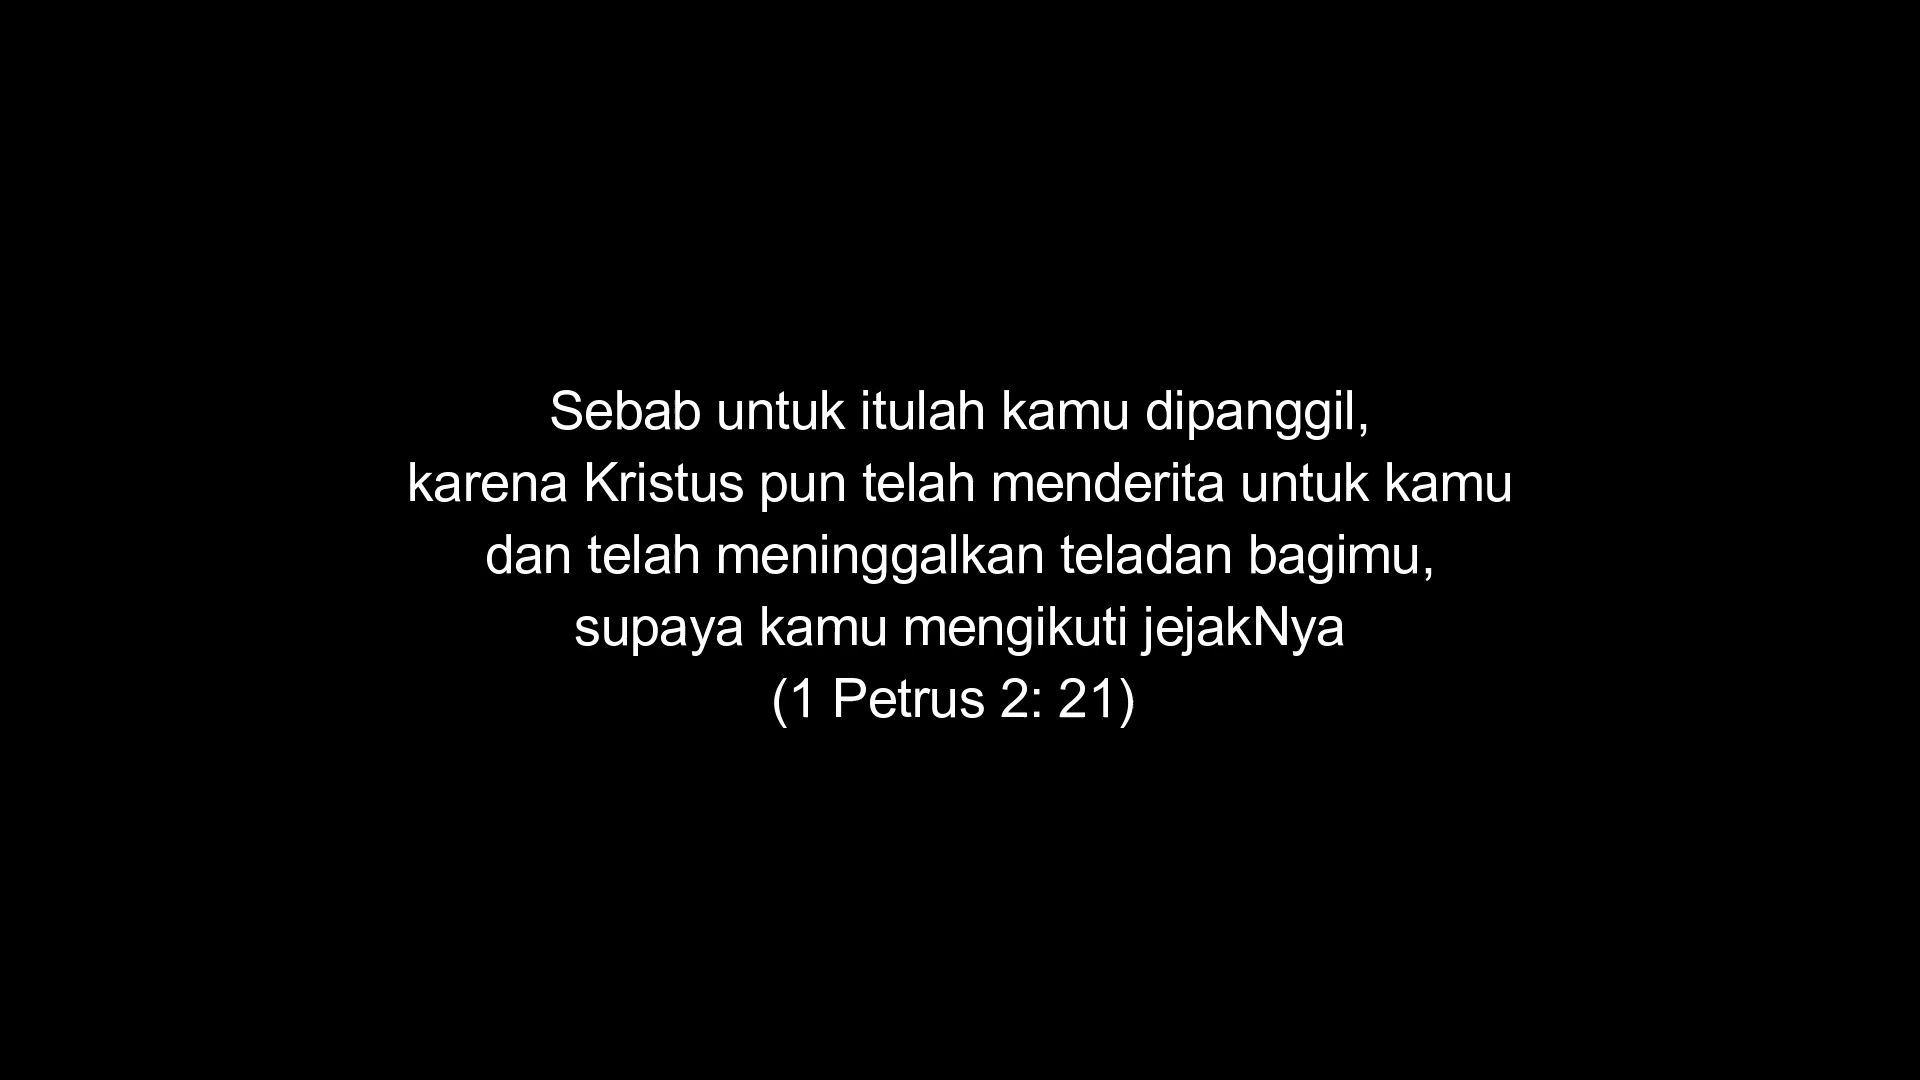 Sebab untuk itulah kamu dipanggil,
karena Kristus pun telah menderita untuk kamu
dan telah meninggalkan teladan bagimu,
supaya kamu mengikuti jejakNya
(1 Petrus 2: 21)